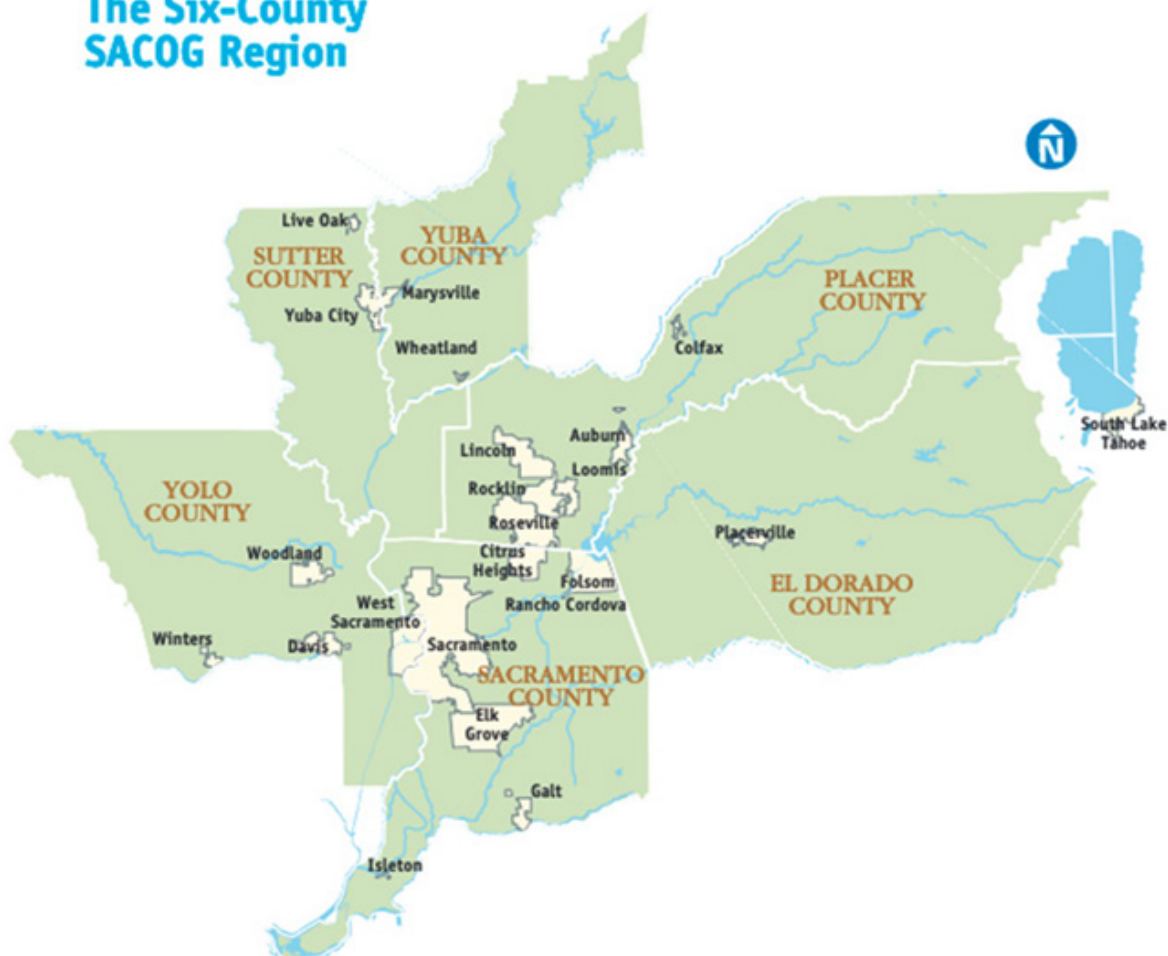 The Six-County
SACOG Region
N
Live Oak
SUTTER
COUNTY
YUBA
COUNTY
Marysville
Yuba City
Wheatland
PLACER
COUNTY
Colfax
South Lake
Tahoe
Auburn
Lincoln
Loomis
Rocklin
Roseville
YOLO
COUNTY
Woodland
Citrus
Heights
Folsom
Placerville
EL DORADO
COUNTY
West
Sacramento
Rancho Cordova
Winters
Davis
Sacramento
SACRAMENTO
COUNTY
Elk
Grove
Galt
Isleton